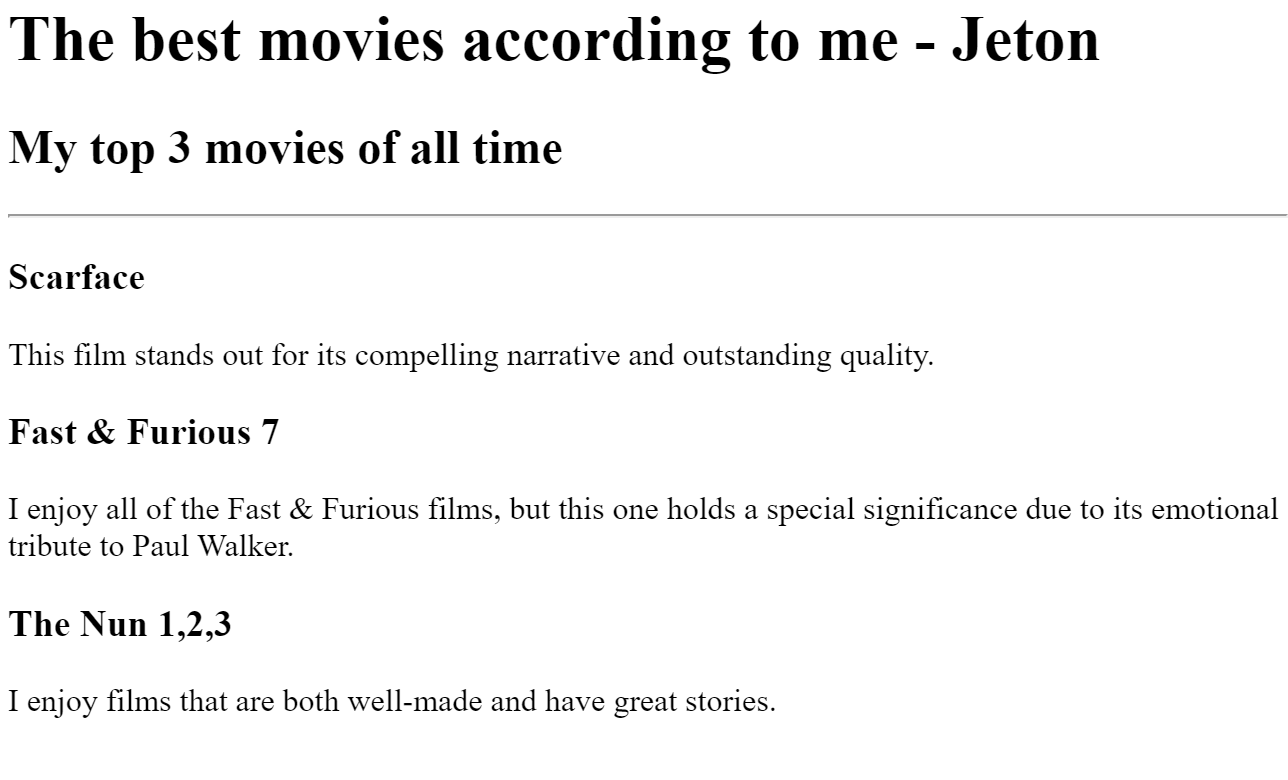 The best movies according to me - Jeton
My top 3 movies of all time
Scarface
This film stands out for its compelling narrative and outstanding quality.
Fast & Furious 7
I enjoy all of the Fast & Furious films, but this one holds a special significance due to its emotional
tribute to Paul Walker.
The Nun 1,2,3
I enjoy films that are both well-made and have great stories.